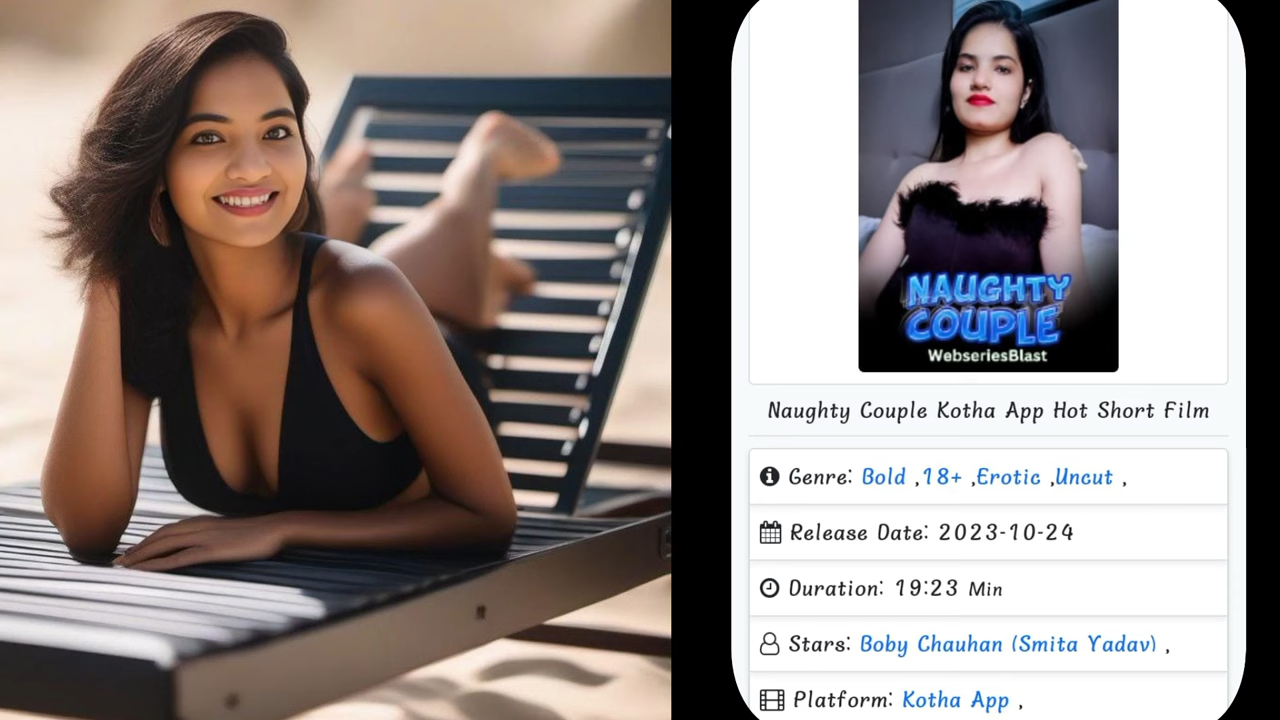 NAUGHTY
COUPLE
WebseriesBlast
Naughty Couple Kotha App Hot Short Film
Genre: Bold ,18+ ,Erotic ,Uncut ,
Release Date: 2023-10-24
Duration: 19:23 Min
Stars: Boby Chauhan (Smita Yadav) ,
Platform: Kotha App ,